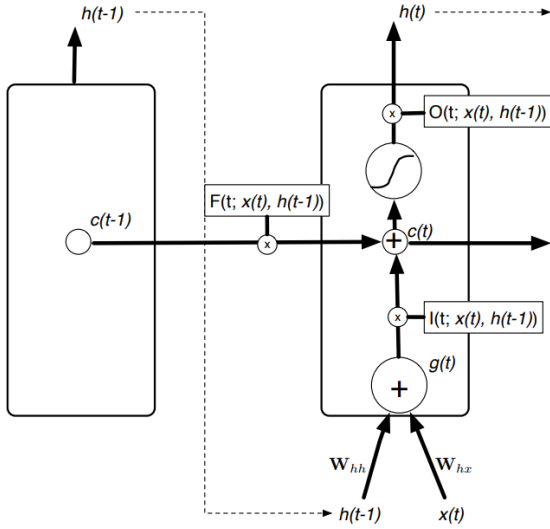 h(t-1)
h(t)
x
O(t; x(t), h(t-1))
F(t; x(t), h(t-1))
c(t-1)
x
+
c(t)
x
I(t; x(t), h(t-1))
g(t)
+
W_hh
W_hx
h(t-1)
x(t)